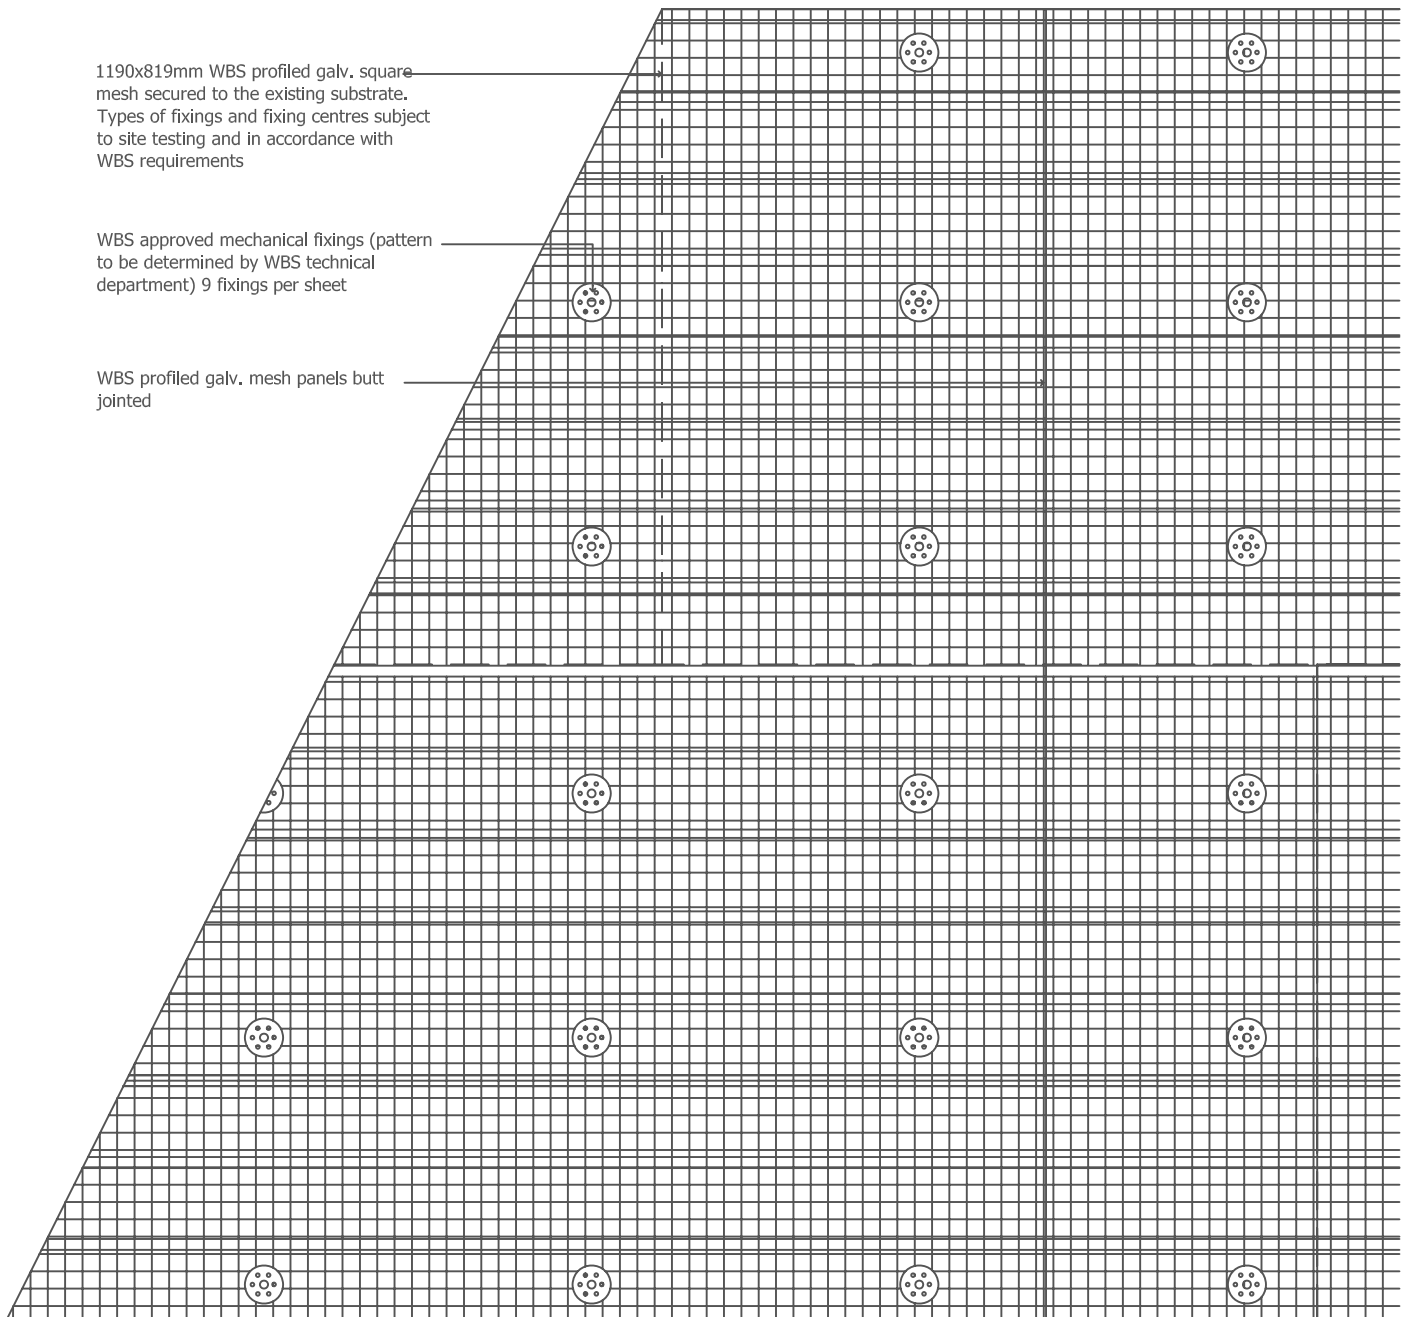 1190x819mm WBS profiled galv. square
mesh secured to the existing substrate.
Types of fixings and fixing centres subject
to site testing and in accordance with
WBS requirements
WBS approved mechanical fixings (pattern
to be determined by WBS technical
department) 9 fixings per sheet
WBS profiled galv. mesh panels butt
jointed